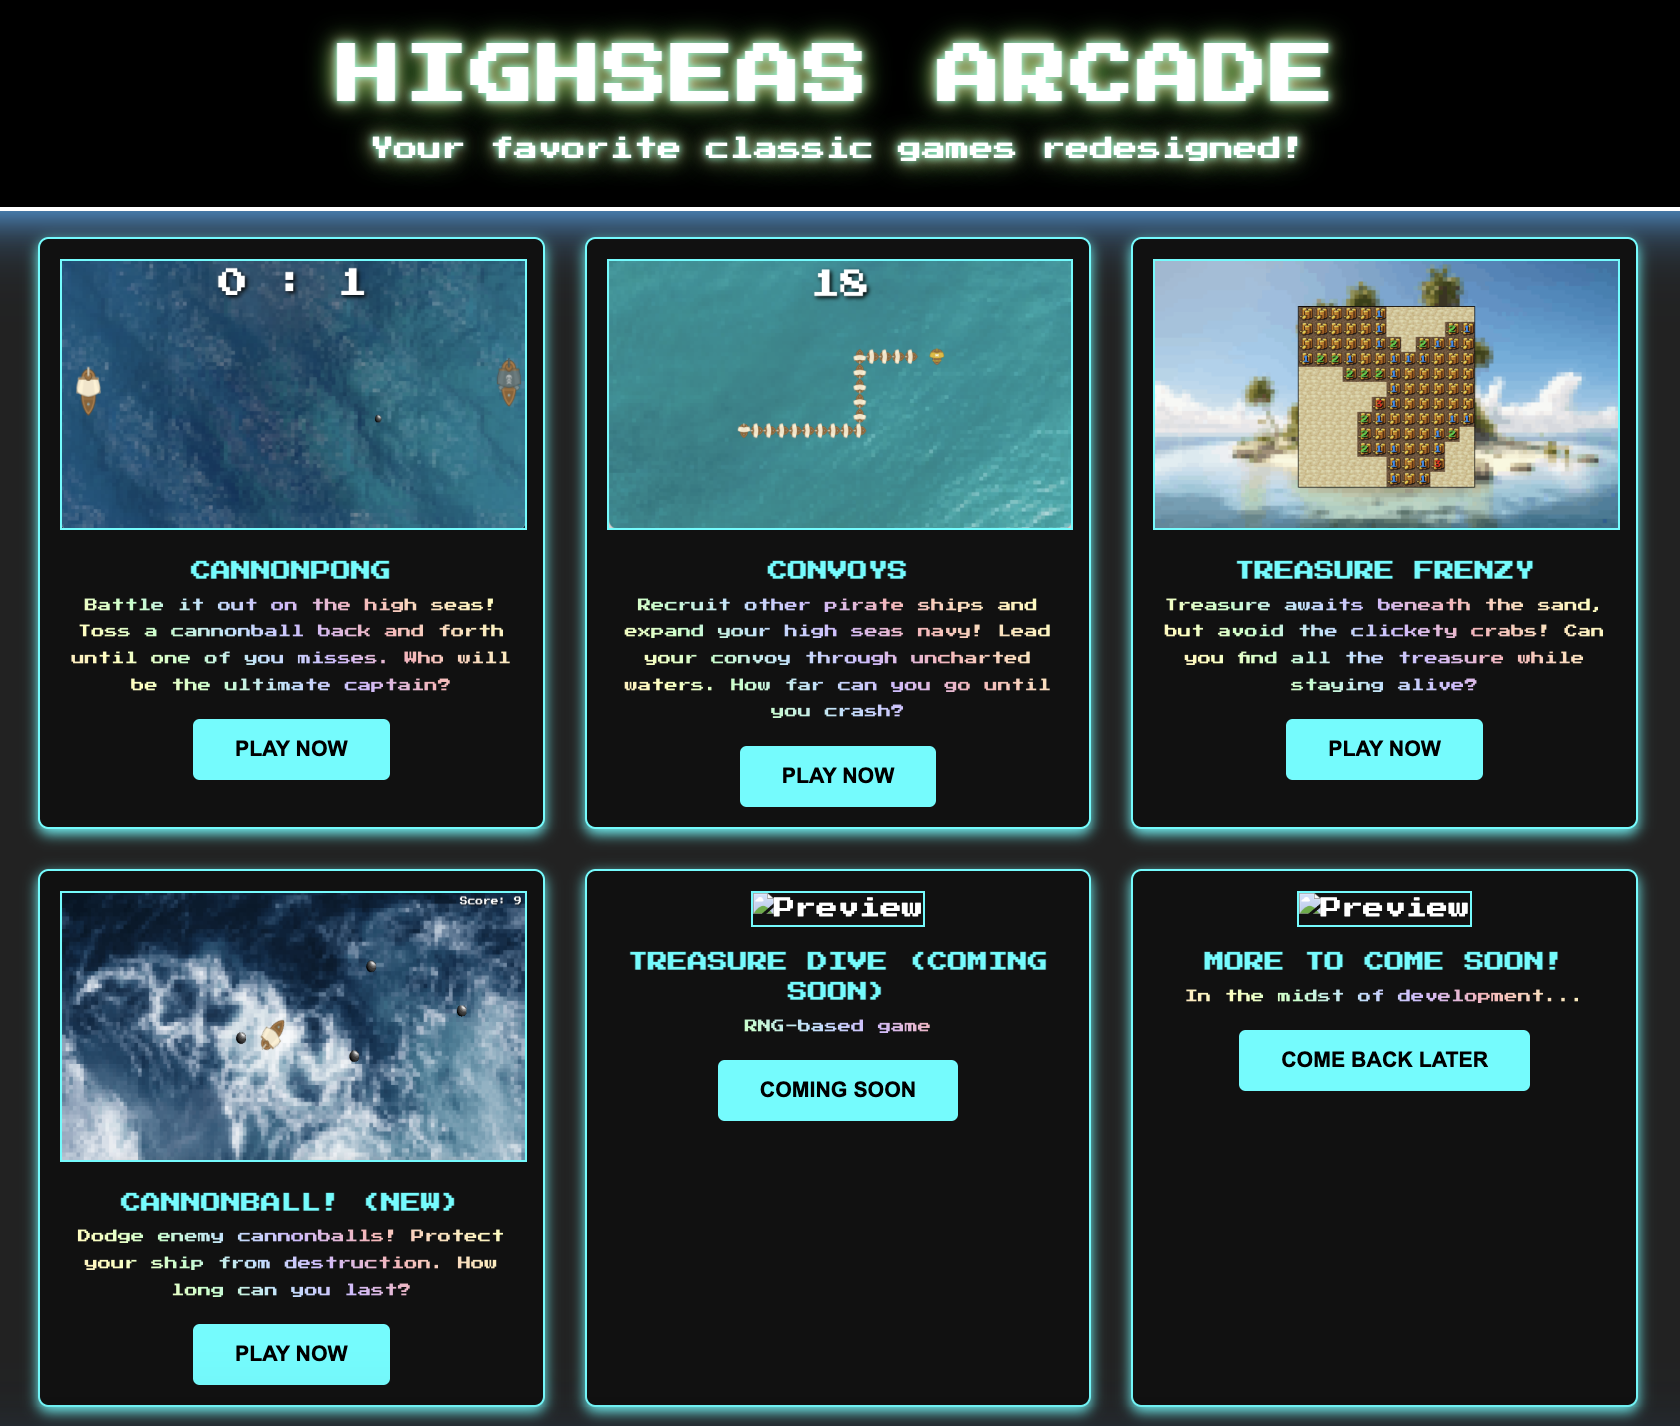 HIGHSEAS ARCADE
Your favorite classic games redesigned!
0 : 1
CANNONPONG
Battle it out on the high seas!
Toss a cannonball back and forth
until one of you misses. Who will
be the ultimate captain?
PLAY NOW
18
CONVOYS
Recruit other pirate ships and
expand your high seas navy! Lead
your convoy through uncharted
waters. How far can you go until
you crash?
PLAY NOW
TREASURE FRENZY
Treasure awaits beneath the sand,
but avoid the clickety crabs! Can
you find all the treasure while
staying alive?
PLAY NOW
Score: 9
CANNONBALL! (NEW)
Dodge enemy cannonballs! Protect
your ship from destruction. How
long can you last?
PLAY NOW
Preview
TREASURE DIVE (COMING
SOON)
RNG-based game
COMING SOON
Preview
MORE TO COME SOON!
In the midst of development...
COME BACK LATER